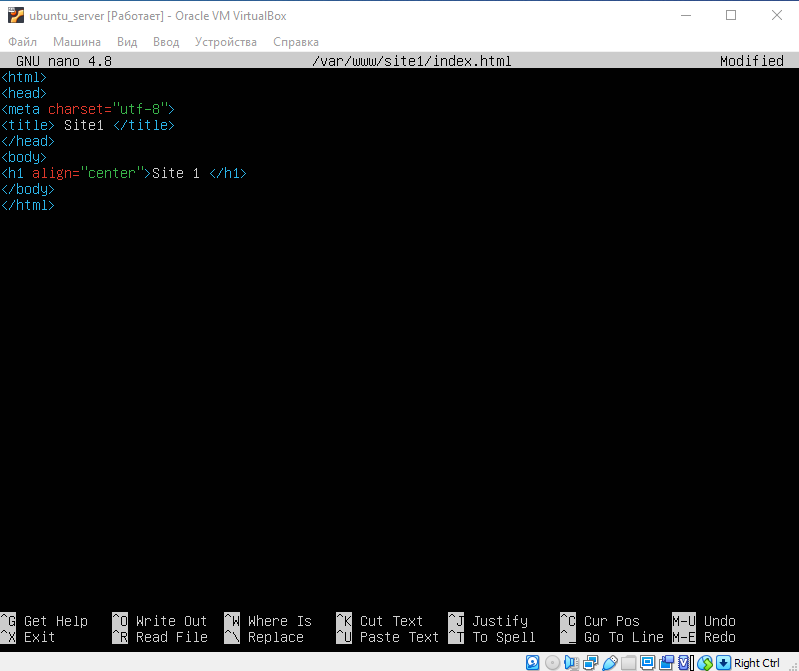 ubuntu_server [Работает] - Oracle VM VirtualBox
Файл Машина Вид Ввод Устройства Справка
GNU nano 4.8 /var/www/site1/index.html Modified
<html>
<head>
<meta charset="utf-8">
<title> Site1 </title>
</head>
<body>
<h1 align="center">Site 1 </h1>
</body>
</html>
^G Get Help ^O Write Out ^W Where Is ^K Cut Text ^J Justify ^C Cur Pos M-U Undo
^X Exit ^R Read File ^\ Replace ^U Paste Text ^T To Spell ^_ Go To Line M-E Redo
Right Ctrl